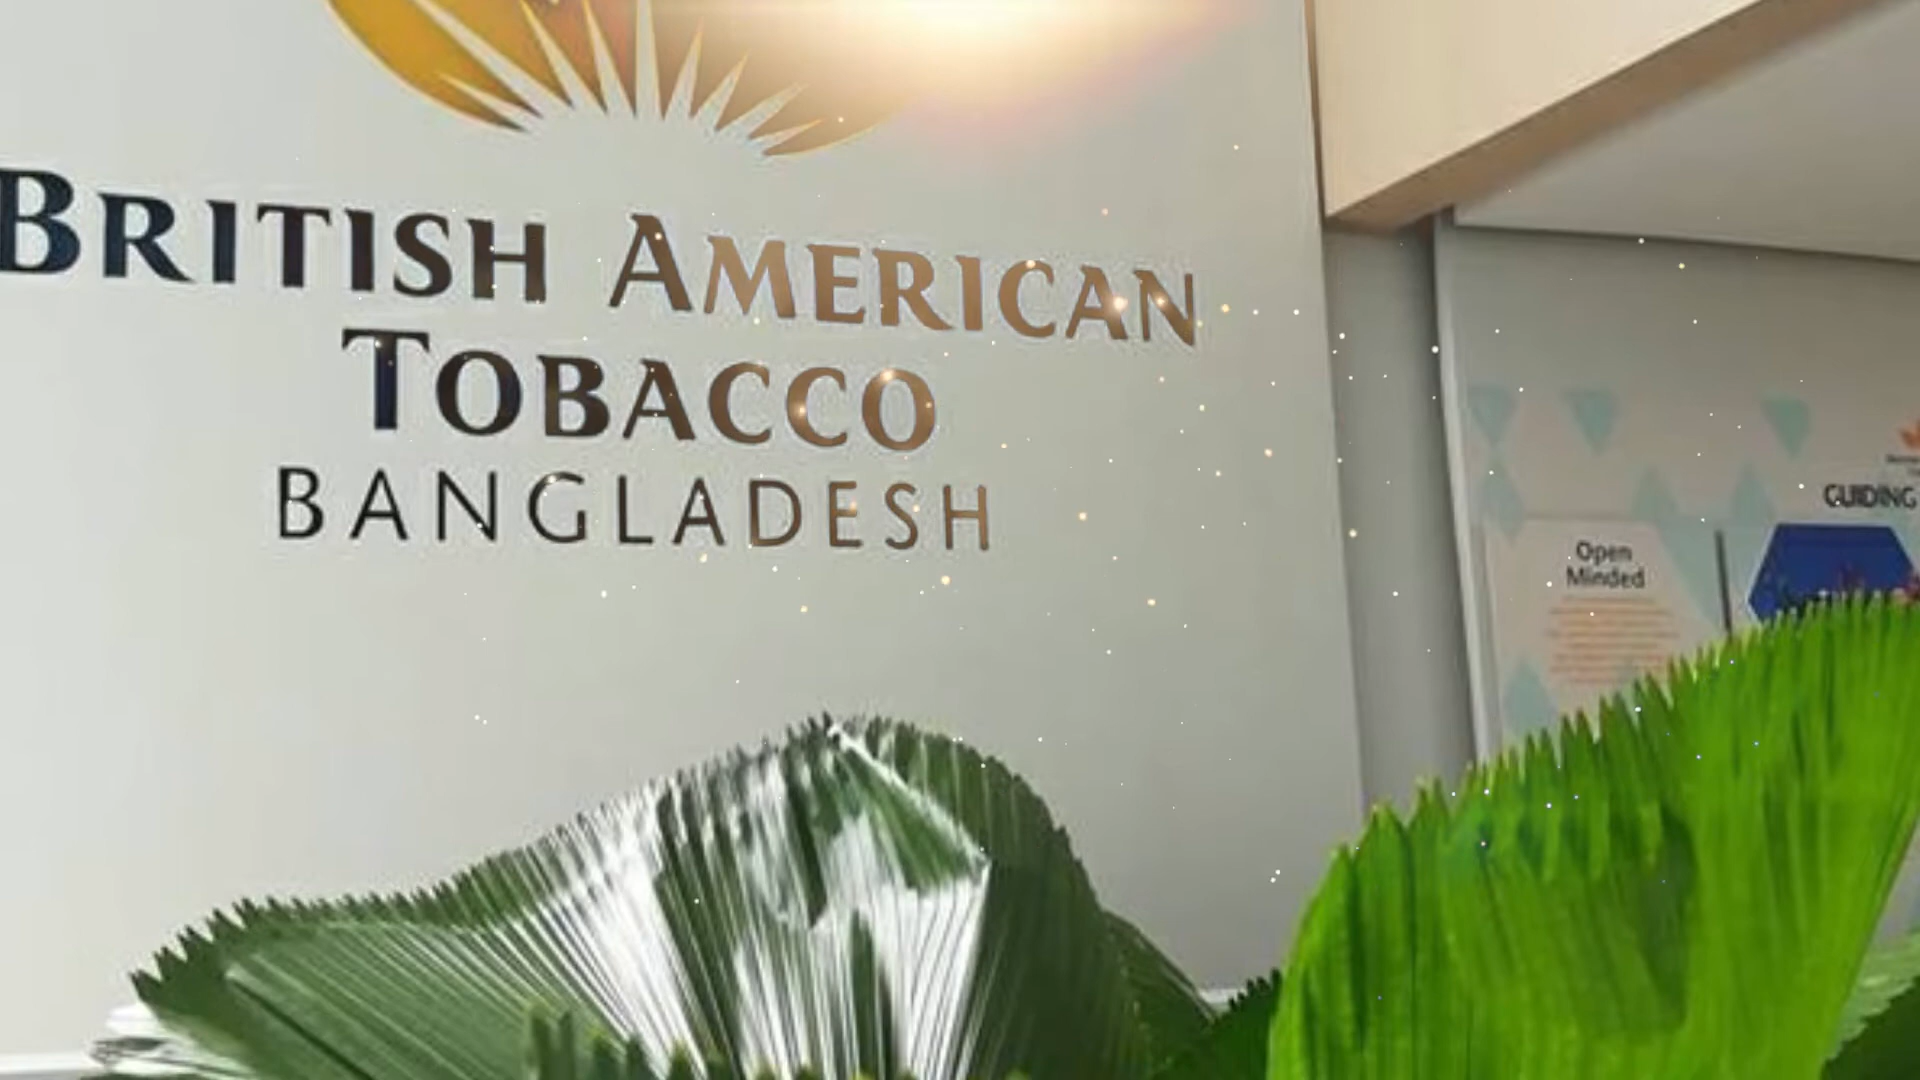 BRITISH AMERICAN
TOBACCO
BANGLADESH
GUIDING
Open
Minded